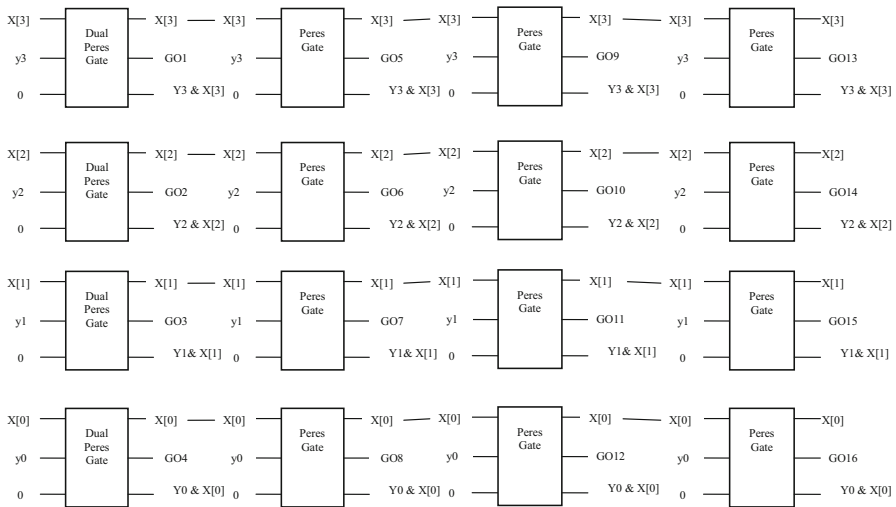 X[3] Dual Peres Gate X[3] X[3] Peres Gate X[3] X[3] Peres Gate X[3] X[3] Peres Gate X[3]
y3 GO1 y3 GO5 y3 GO9 y3 GO13
0 Y3 & X[3] 0 Y3 & X[3] 0 Y3 & X[3] 0 Y3 & X[3]
X[2] Dual Peres Gate X[2] X[2] Peres Gate X[2] X[2] Peres Gate X[2] X[2] Peres Gate X[2]
y2 GO2 y2 GO6 y2 GO10 y2 GO14
0 Y2 & X[2] 0 Y2 & X[2] 0 Y2 & X[2] 0 Y2 & X[2]
X[1] Dual Peres Gate X[1] X[1] Peres Gate X[1] X[1] Peres Gate X[1] X[1] Peres Gate X[1]
y1 GO3 y1 GO7 y1 GO11 y1 GO15
0 Y1& X[1] 0 Y1& X[1] 0 Y1& X[1] 0 Y1& X[1]
X[0] Dual Peres Gate X[0] X[0] Peres Gate X[0] X[0] Peres Gate X[0] X[0] Peres Gate X[0]
y0 GO4 y0 GO8 y0 GO12 y0 GO16
0 Y0 & X[0] 0 Y0 & X[0] 0 Y0 & X[0] 0 Y0 & X[0]